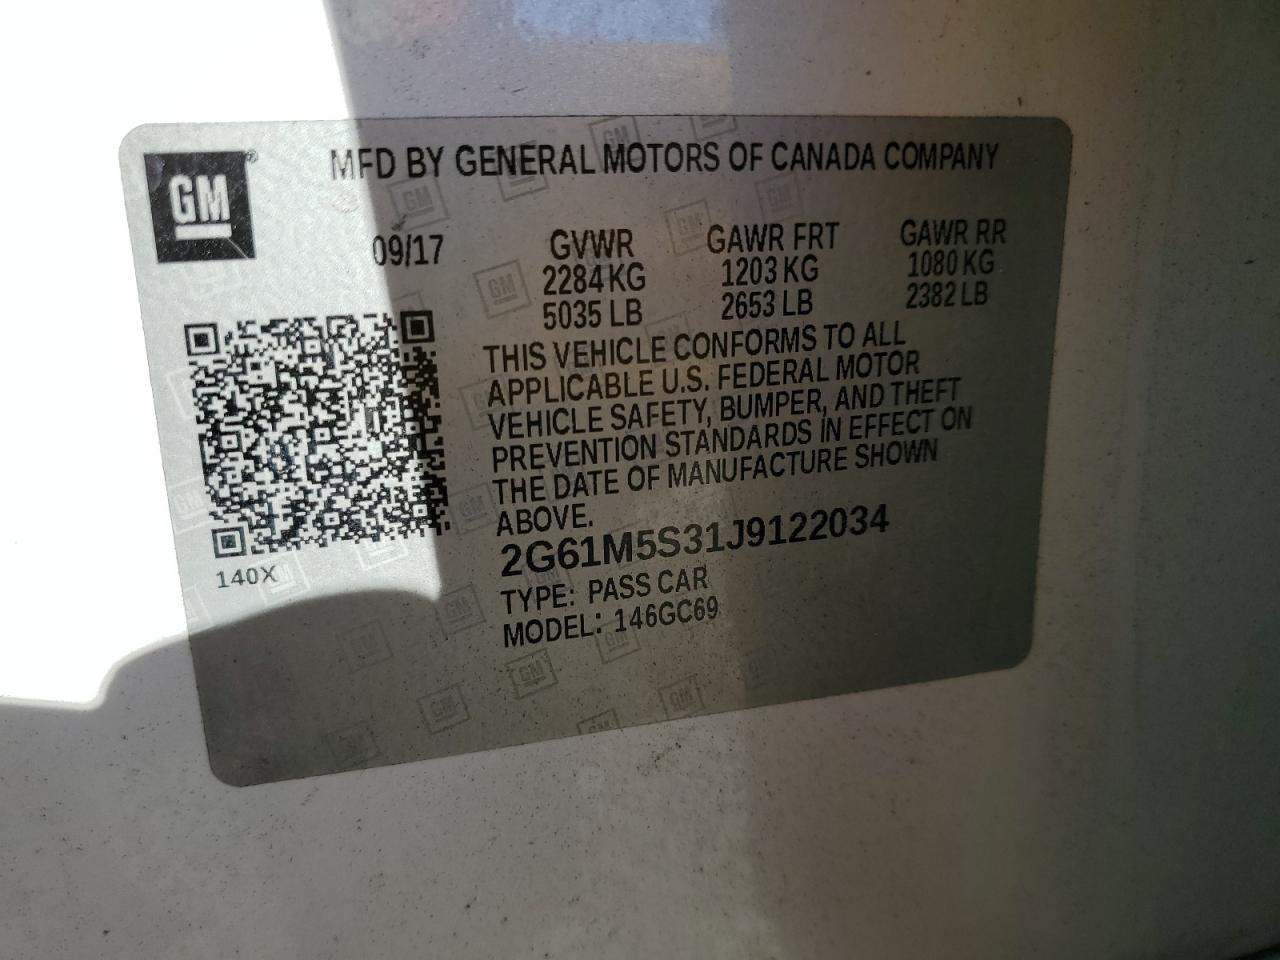 MFD BY GENERAL MOTORS OF CANADA COMPANY
GM
09/17
GVWR GAWR FRT GAWR RR
2284 KG 1203 KG 1080 KG
5035 LB 2653 LB 2382 LB
THIS VEHICLE CONFORMS TO ALL
APPLICABLE U.S. FEDERAL MOTOR
VEHICLE SAFETY, BUMPER, AND THEFT
PREVENTION STANDARDS IN EFFECT ON
THE DATE OF MANUFACTURE SHOWN
ABOVE.
140X
2G61M5S31J9122034
TYPE: PASS CAR
MODEL: 146GC69